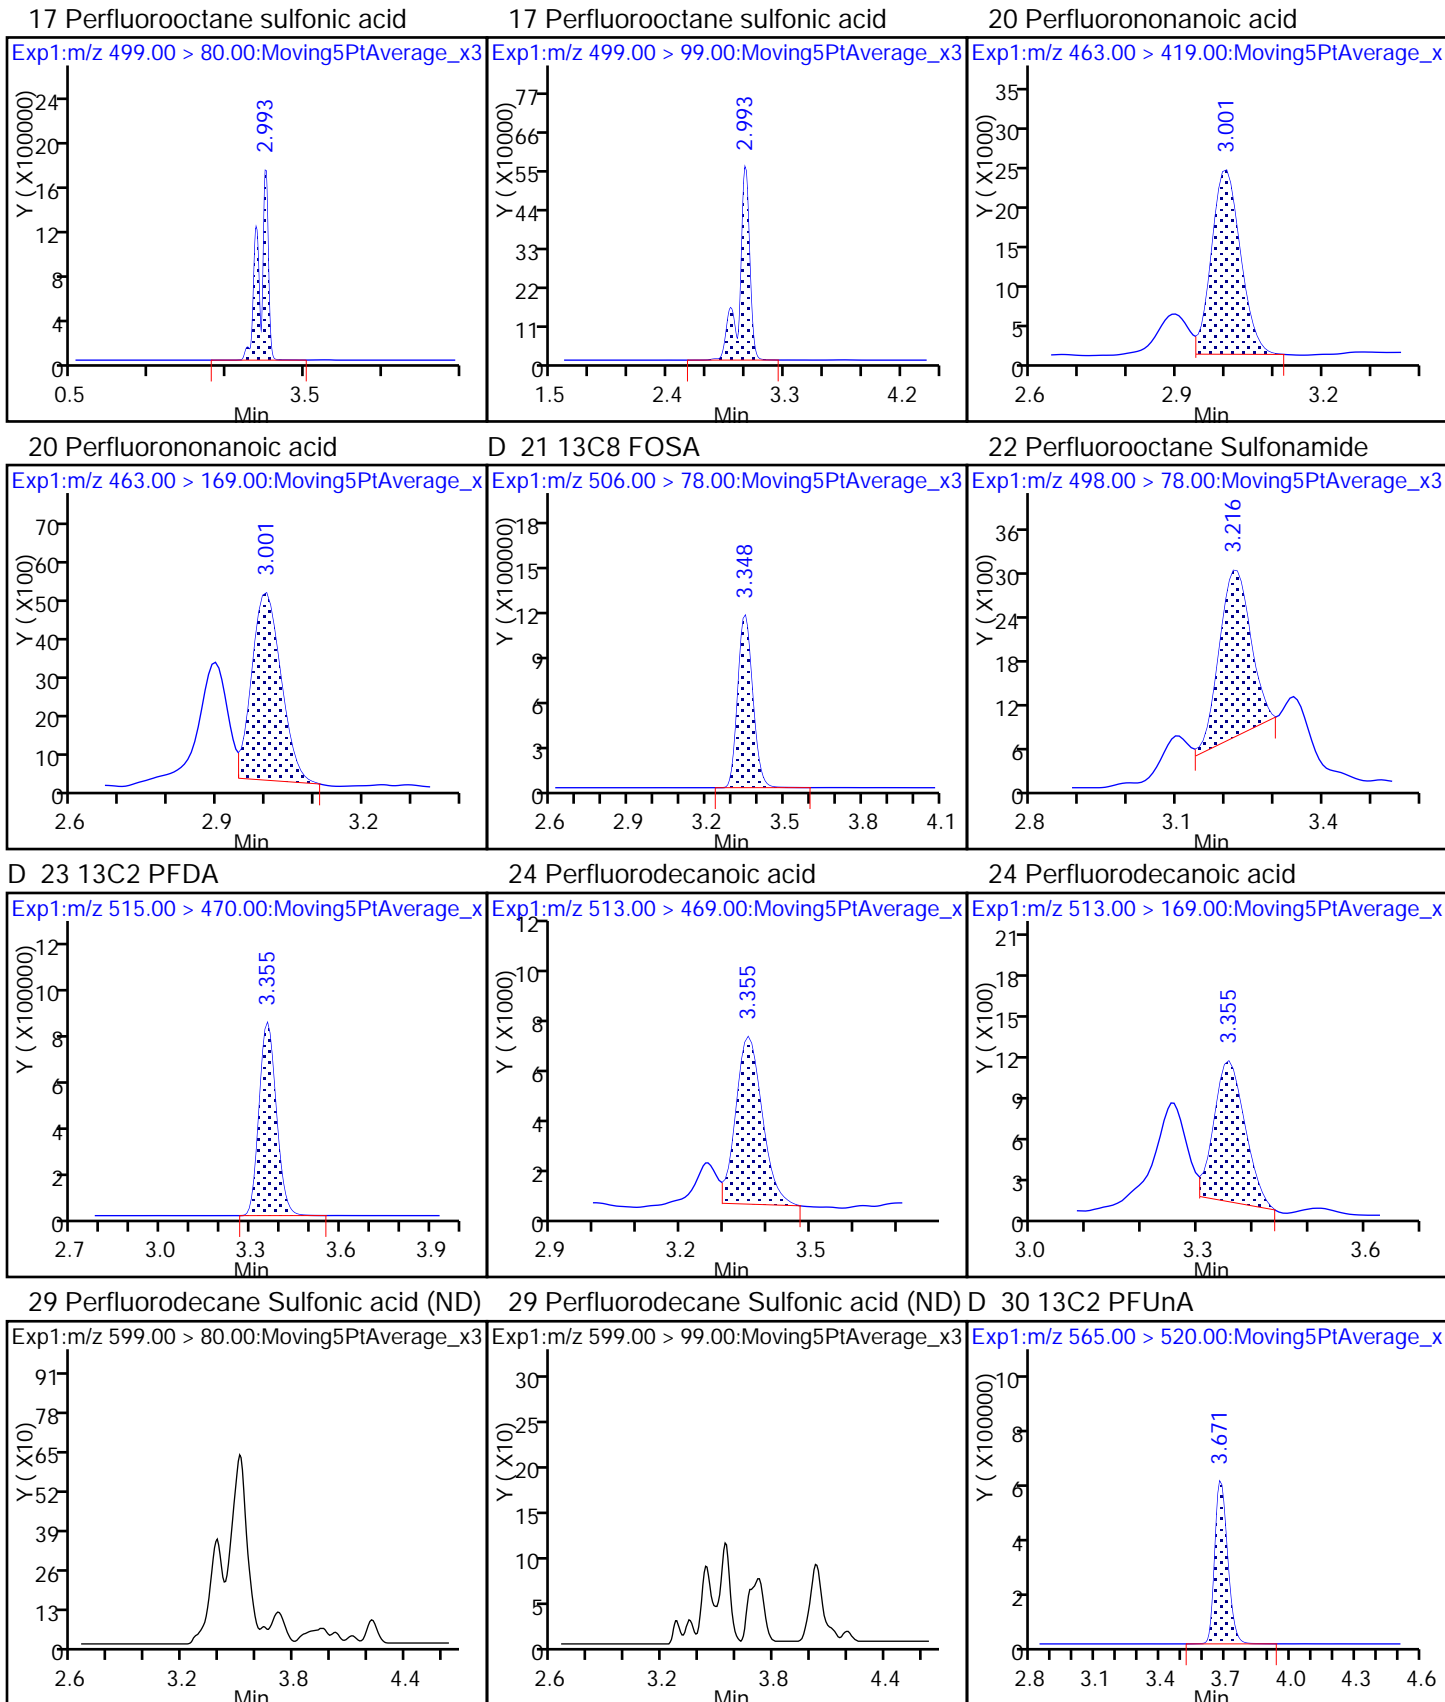 17 Perfluorooctane sulfonic acid
Exp1:m/z 499.00 > 80.00:Moving5PtAverage_x3
Y ( X100000)
24
20
16
12
8
4
0
2.993
0.5 3.5
Min
17 Perfluorooctane sulfonic acid
Exp1:m/z 499.00 > 99.00:Moving5PtAverage_x3
Y ( X10000)
77
66
55
44
33
22
11
0
2.993
1.5 2.4 3.3 4.2
Min
20 Perfluorononanoic acid
Exp1:m/z 463.00 > 419.00:Moving5PtAverage_x
Y ( X1000)
35
30
25
20
15
10
5
0
3.001
2.6 2.9 3.2
Min
20 Perfluorononanoic acid
Exp1:m/z 463.00 > 169.00:Moving5PtAverage_x
Y ( X100)
70
60
50
40
30
20
10
0
3.001
2.6 2.9 3.2
Min
D 21 13C8 FOSA
Exp1:m/z 506.00 > 78.00:Moving5PtAverage_x3
Y ( X100000)
18
15
12
9
6
3
0
3.348
2.6 2.9 3.2 3.5 3.8 4.1
Min
22 Perfluorooctane Sulfonamide
Exp1:m/z 498.00 > 78.00:Moving5PtAverage_x3
Y ( X100)
36
30
24
18
12
6
0
3.216
2.8 3.1 3.4
Min
D 23 13C2 PFDA
Exp1:m/z 515.00 > 470.00:Moving5PtAverage_x
Y ( X100000)
12
10
8
6
4
2
0
3.355
2.7 3.0 3.3 3.6 3.9
Min
24 Perfluorodecanoic acid
Exp1:m/z 513.00 > 469.00:Moving5PtAverage_x
Y ( X1000)
12
10
8
6
4
2
0
3.355
2.9 3.2 3.5
Min
24 Perfluorodecanoic acid
Exp1:m/z 513.00 > 169.00:Moving5PtAverage_x
Y ( X100)
21
18
15
12
9
6
3
0
3.355
3.0 3.3 3.6
Min
29 Perfluorodecane Sulfonic acid (ND)
Exp1:m/z 599.00 > 80.00:Moving5PtAverage_x3
Y ( X10)
91
78
65
52
39
26
13
0
2.6 3.2 3.8 4.4
Min
29 Perfluorodecane Sulfonic acid (ND)
Exp1:m/z 599.00 > 99.00:Moving5PtAverage_x3
Y ( X10)
30
25
20
15
10
5
0
2.6 3.2 3.8 4.4
Min
D 30 13C2 PFUnA
Exp1:m/z 565.00 > 520.00:Moving5PtAverage_x
Y ( X100000)
10
8
6
4
2
0
3.671
2.8 3.1 3.4 3.7 4.0 4.3 4.6
Min